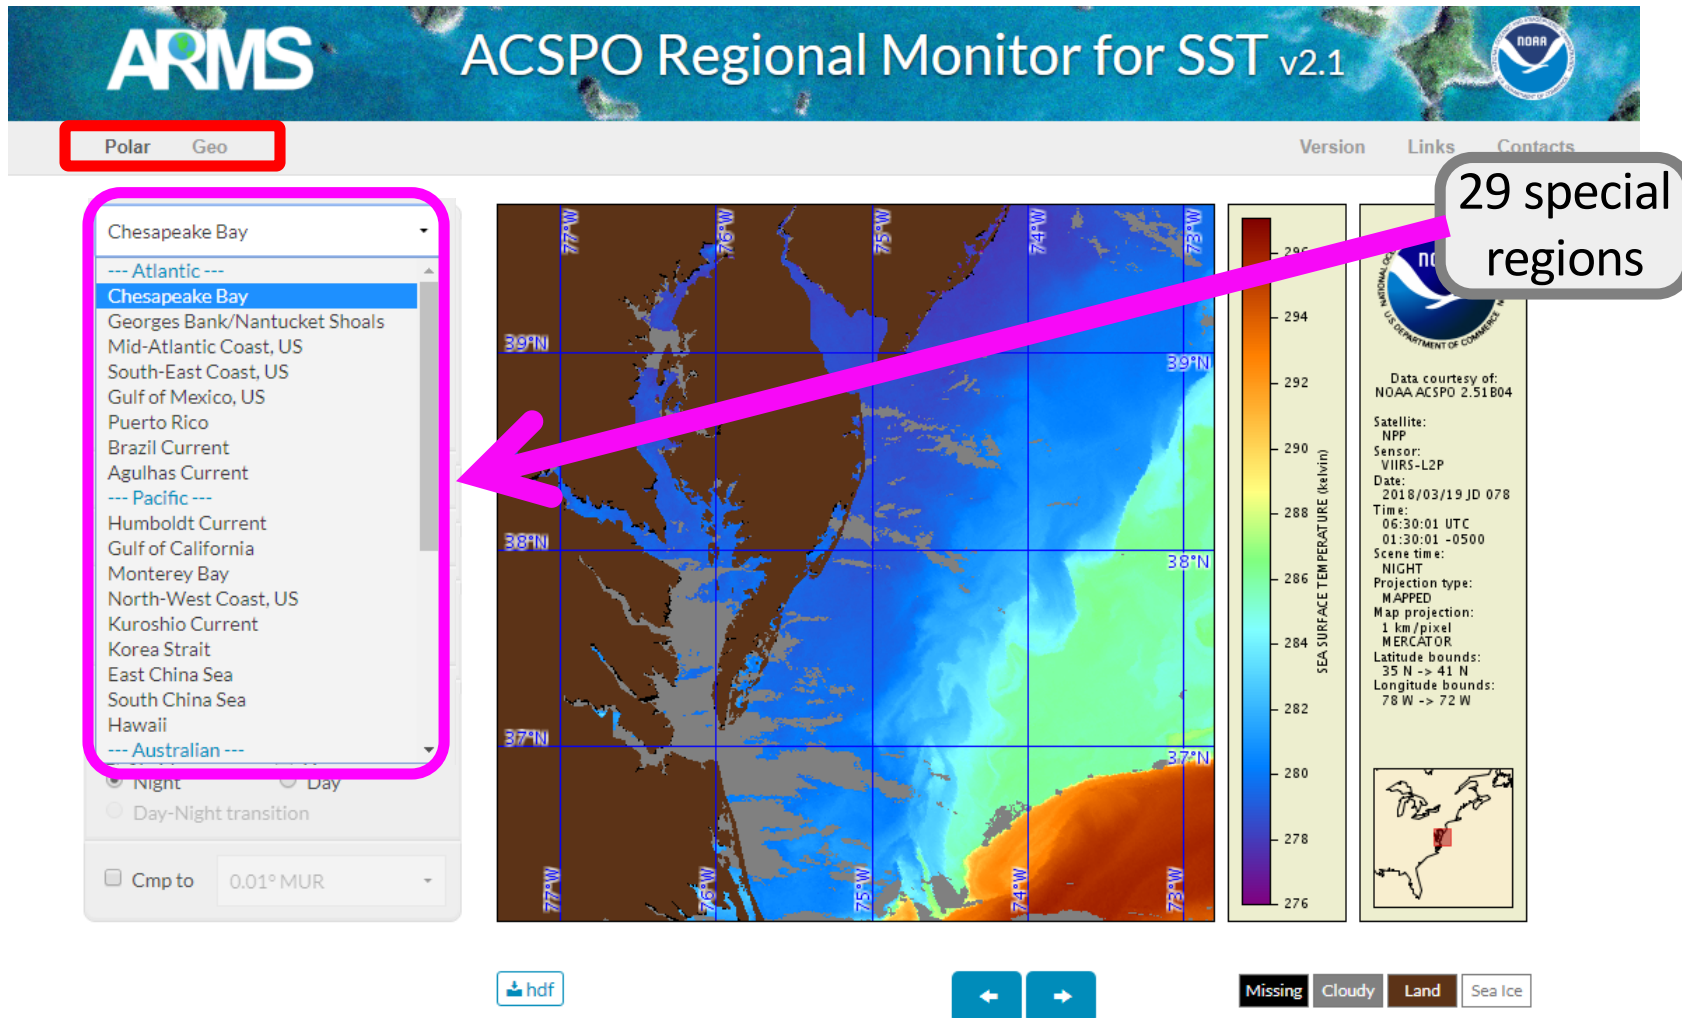 ARMS
ACSPO Regional Monitor for SST v2.1
NOAA
Polar Geo
Version Links Contacts
29 special
regions
Chesapeake Bay
--- Atlantic ---
Chesapeake Bay
Georges Bank/Nantucket Shoals
Mid-Atlantic Coast, US
South-East Coast, US
Gulf of Mexico, US
Puerto Rico
Brazil Current
Agulhas Current
--- Pacific ---
Humboldt Current
Gulf of California
Monterey Bay
North-West Coast, US
Kuroshio Current
Korea Strait
East China Sea
South China Sea
Hawaii
--- Australian ---
Night Day
Day-Night transition
Cmp to 0.01° MUR
77°W 76°W 75°W 74°W 73°W
39°N 39°N
38°N 38°N
37°N 37°N
77°W 76°W 75°W 74°W 73°W
296
294
292
290
288
286
284
282
280
278
276
SEA SURFACE TEMPERATURE (kelvin)
U.S. DEPARTMENT OF COMMERCE
Data courtesy of:
NOAA ACSPO 2.51B04
Satellite:
NPP
Sensor:
VIIRS-L2P
Date:
2018/03/19 JD 078
Time:
06:30:01 UTC
01:30:01 -0500
Scene time:
NIGHT
Projection type:
MAPPED
Map projection:
1 km/pixel
MERCATOR
Latitude bounds:
35 N -> 41 N
Longitude bounds:
78 W -> 72 W
hdf
Missing Cloudy Land Sea Ice